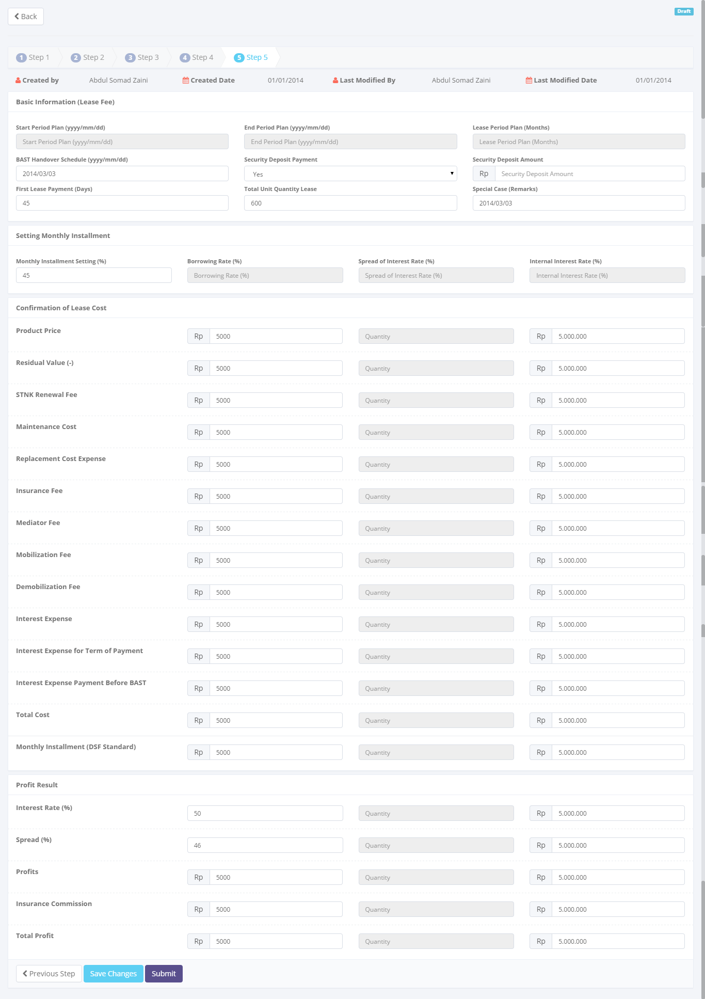 Back
Draft
1 Step 1 2 Step 2 3 Step 3 4 Step 4 5 Step 5
Created by Abdul Somad Zaini Created Date 01/01/2014 Last Modified By Abdul Somad Zaini Last Modified Date 01/01/2014
Basic Information (Lease Fee)
Start Period Plan (yyyy/mm/dd) End Period Plan (yyyy/mm/dd) Lease Period Plan (Months)
Start Period Plan (yyyy/mm/dd) End Period Plan (yyyy/mm/dd) Lease Period Plan (Months)
BAST Handover Schedule (yyyy/mm/dd) Security Deposit Payment Security Deposit Amount
2014/03/03 Yes Rp Security Deposit Amount
First Lease Payment (Days) Total Unit Quantity Lease Special Case (Remarks)
45 600 2014/03/03
Setting Monthly Installment
Monthly Installment Setting (%) Borrowing Rate (%) Spread of Interest Rate (%) Internal Interest Rate (%)
45 Borrowing Rate (%) Spread of Interest Rate (%) Internal Interest Rate (%)
Confirmation of Lease Cost
Product Price Rp 5000 Quantity Rp 5.000.000
Residual Value (-) Rp 5000 Quantity Rp 5.000.000
STNK Renewal Fee Rp 5000 Quantity Rp 5.000.000
Maintenance Cost Rp 5000 Quantity Rp 5.000.000
Replacement Cost Expense Rp 5000 Quantity Rp 5.000.000
Insurance Fee Rp 5000 Quantity Rp 5.000.000
Mediator Fee Rp 5000 Quantity Rp 5.000.000
Mobilization Fee Rp 5000 Quantity Rp 5.000.000
Demobilization Fee Rp 5000 Quantity Rp 5.000.000
Interest Expense Rp 5000 Quantity Rp 5.000.000
Interest Expense for Term of Payment Rp 5000 Quantity Rp 5.000.000
Interest Expense Payment Before BAST Rp 5000 Quantity Rp 5.000.000
Total Cost Rp 5000 Quantity Rp 5.000.000
Monthly Installment (DSF Standard) Rp 5000 Quantity Rp 5.000.000
Profit Result
Interest Rate (%) 50 Quantity Rp 5.000.000
Spread (%) 46 Quantity Rp 5.000.000
Profits Rp 5000 Quantity Rp 5.000.000
Insurance Commission Rp 5000 Quantity Rp 5.000.000
Total Profit Rp 5000 Quantity Rp 5.000.000
Previous Step Save Changes Submit